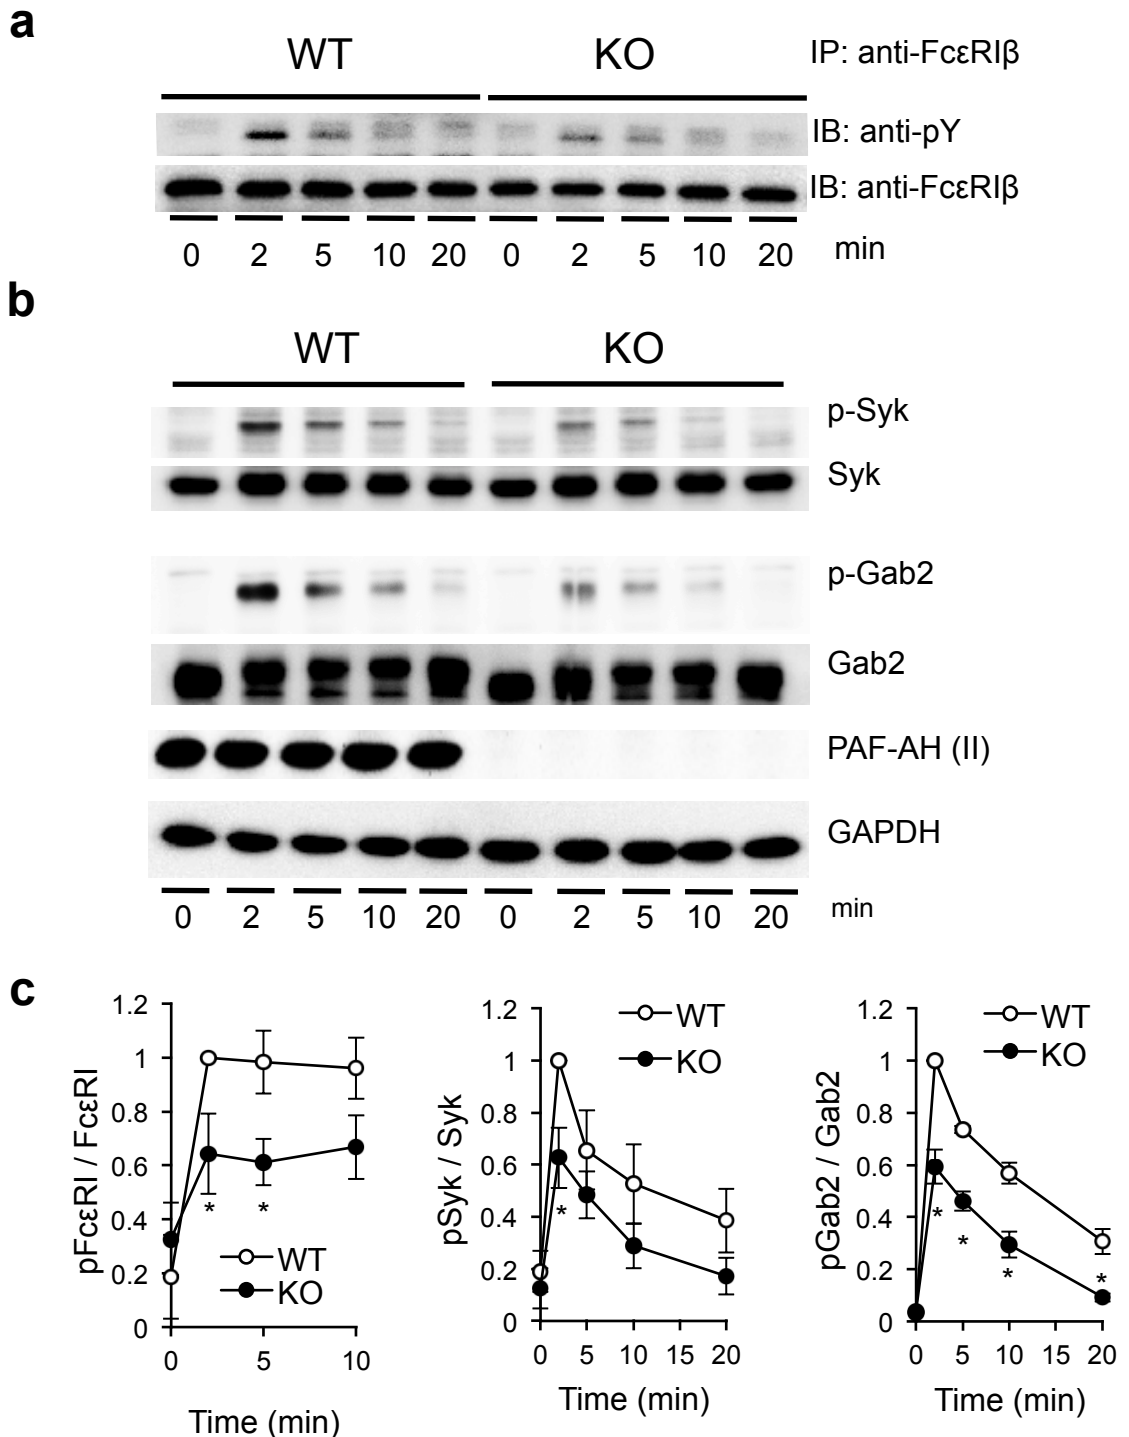 a
WT KO IP: anti-FcεRIβ
IB: anti-pY
IB: anti-FcεRIβ
0 2 5 10 20 0 2 5 10 20 min
b
WT KO
p-Syk
Syk
p-Gab2
Gab2
PAF-AH (II)
GAPDH
0 2 5 10 20 0 2 5 10 20 min
c
pFcεRI / FcεRI
1.2
1
0.8
0.6
0.4
0.2
0
* *
WT
KO
0 5 10
Time (min)
pSyk / Syk
1.2
1
0.8
0.6
0.4
0.2
0
WT
KO
*
0 5 10 15 20
Time (min)
pGab2 / Gab2
1.2
1
0.8
0.6
0.4
0.2
0
WT
KO
* * * *
0 5 10 15 20
Time (min)